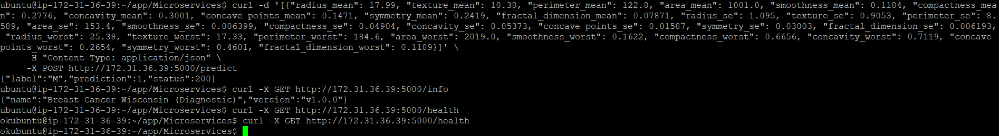 ubuntu@ip-172-31-36-39:~/app/Microservices$ curl -d '[{"radius_mean": 17.99, "texture_mean": 10.38, "perimeter_mean": 122.8, "area_mean": 1001.0, "smoothness_mean": 0.1184, "compactness_mea
n": 0.2776, "concavity_mean": 0.3001, "concave points_mean": 0.1471, "symmetry_mean": 0.2419, "fractal_dimension_mean": 0.07871, "radius_se": 1.095, "texture_se": 0.9053, "perimeter_se": 8.
589, "area_se": 153.4, "smoothness_se": 0.006399, "compactness_se": 0.04904, "concavity_se": 0.05373, "concave points_se": 0.01587, "symmetry_se": 0.03003, "fractal_dimension_se": 0.006193,
 "radius_worst": 25.38, "texture_worst": 17.33, "perimeter_worst": 184.6, "area_worst": 2019.0, "smoothness_worst": 0.1622, "compactness_worst": 0.6656, "concavity_worst": 0.7119, "concave
points_worst": 0.2654, "symmetry_worst": 0.4601, "fractal_dimension_worst": 0.1189}]' \
     -H "Content-Type: application/json" \
     -X POST http://172.31.36.39:5000/predict
{"label":"M","prediction":1,"status":200}
ubuntu@ip-172-31-36-39:~/app/Microservices$ curl -X GET http://172.31.36.39:5000/info
{"name":"Breast Cancer Wisconsin (Diagnostic)","version":"v1.0.0"}
ubuntu@ip-172-31-36-39:~/app/Microservices$ curl -X GET http://172.31.36.39:5000/health
okubuntu@ip-172-31-36-39:~/app/Microservices$ curl -X GET http://172.31.36.39:5000/health
okubuntu@ip-172-31-36-39:~/app/Microservices$